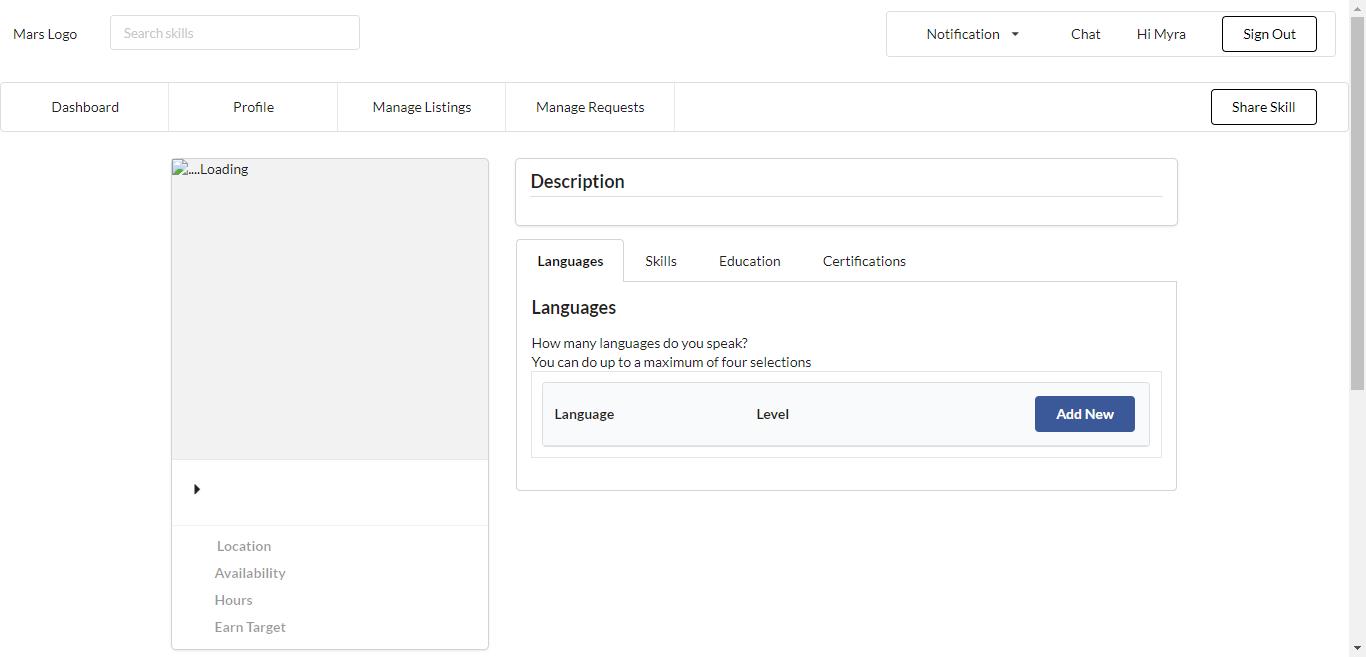 Mars Logo
Search skills
Notification
Chat
Hi Myra
Sign Out
Dashboard
Profile
Manage Listings
Manage Requests
Share Skill
....Loading
Description
Languages
Skills
Education
Certifications
Languages
How many languages do you speak?
You can do up to a maximum of four selections
Language
Level
Add New
Location
Availability
Hours
Earn Target